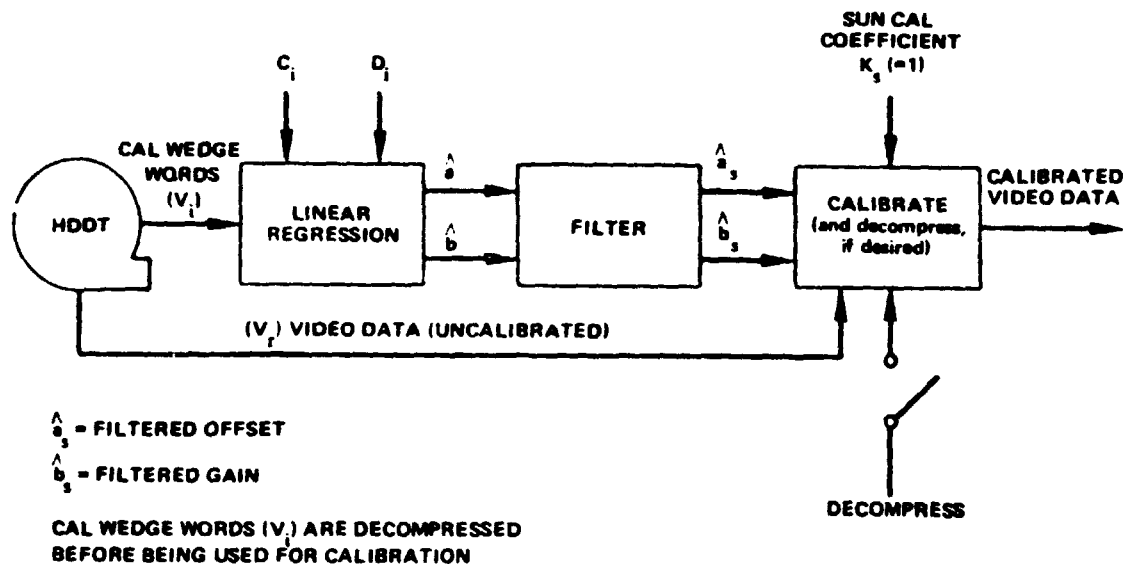 SUN CAL
COEFFICIENT
K_s (=1)
C_i
D_i
CAL WEDGE
WORDS
(V_i)
HDDT
LINEAR
REGRESSION
â
b̂
FILTER
â_s
b̂_s
CALIBRATE
(and decompress,
if desired)
CALIBRATED
VIDEO DATA
(V_r) VIDEO DATA (UNCALIBRATED)
â_s = FILTERED OFFSET
b̂_s = FILTERED GAIN
DECOMPRESS
CAL WEDGE WORDS (V_i) ARE DECOMPRESSED
BEFORE BEING USED FOR CALIBRATION